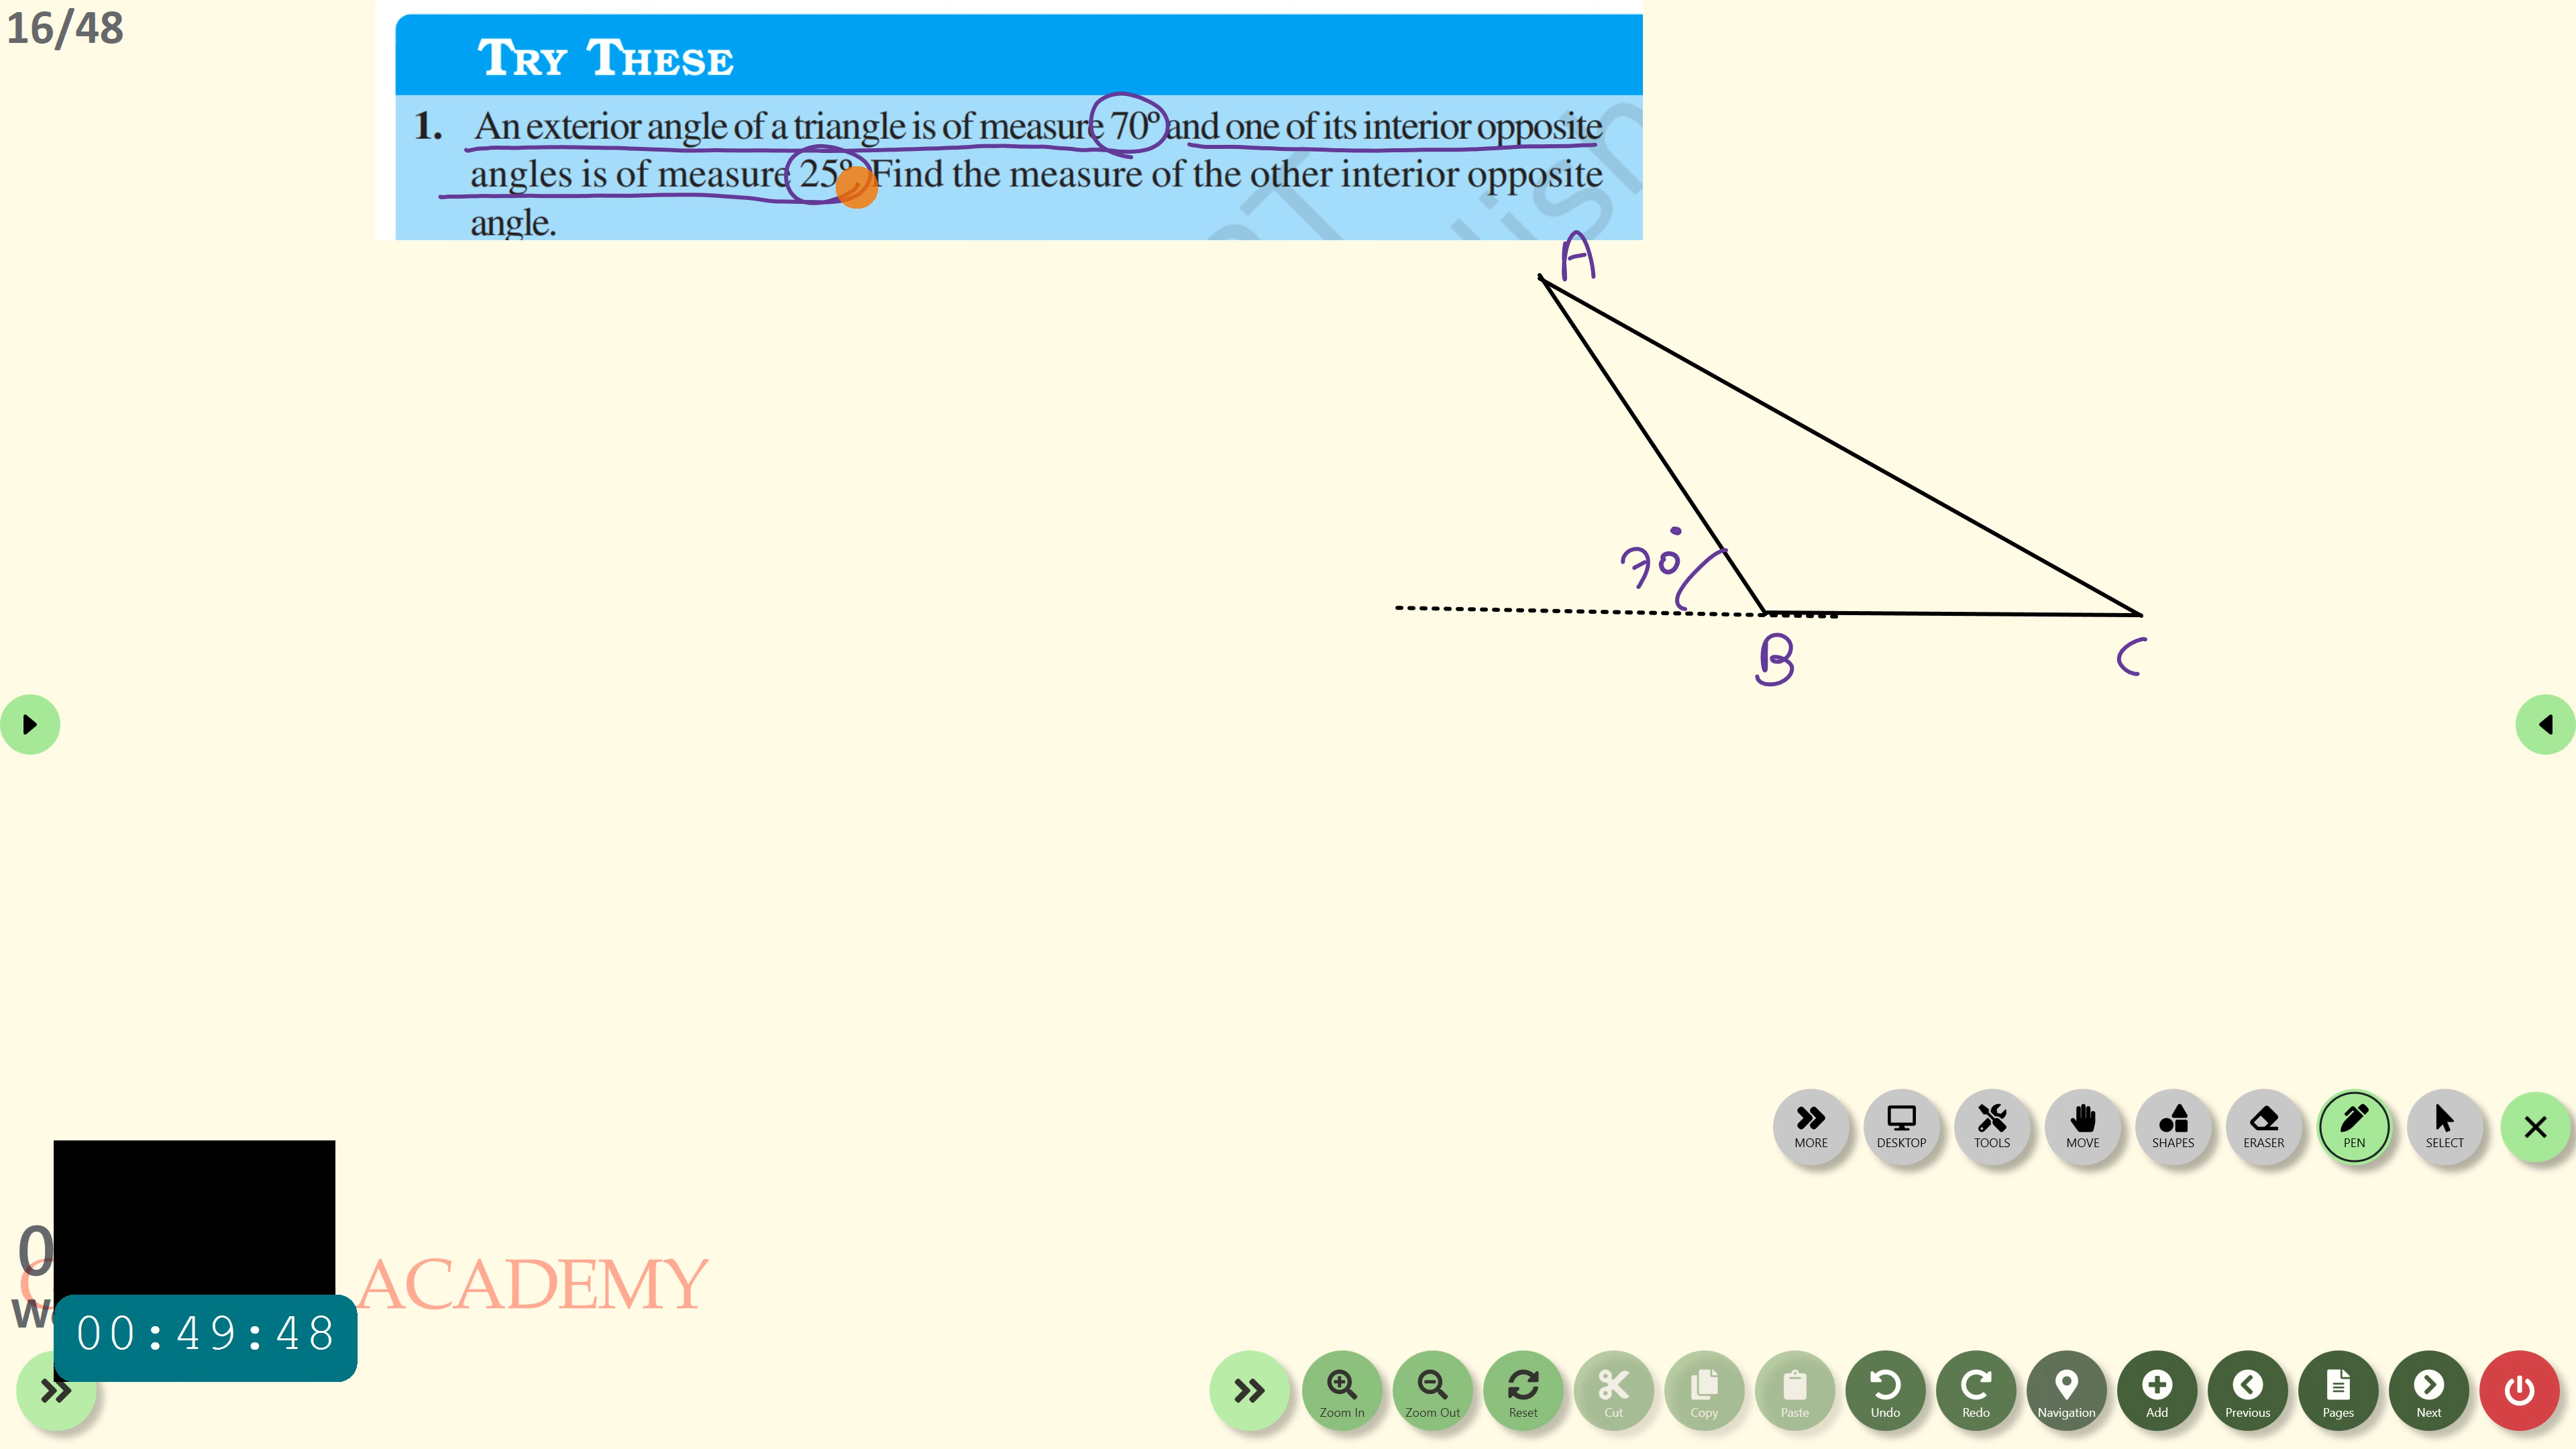 16/48
TRY THESE
1. An exterior angle of a triangle is of measure 70º and one of its interior opposite
angles is of measure 25º. Find the measure of the other interior opposite
angle.
A
70°
B
C
MORE
DESKTOP
TOOLS
MOVE
SHAPES
ERASER
PEN
SELECT
ACADEMY
00:49:48
Zoom In
Zoom Out
Reset
Cut
Copy
Paste
Undo
Redo
Navigation
Add
Previous
Pages
Next